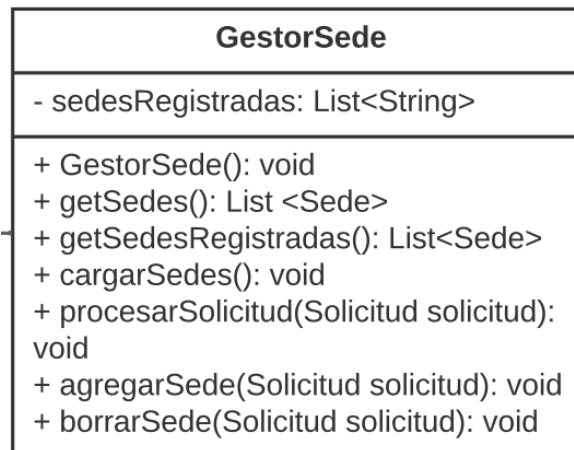 GestorSede
- sedesRegistradas: List<String>
+ GestorSede(): void
+ getSedes(): List <Sede>
+ getSedesRegistradas(): List<Sede>
+ cargarSedes(): void
+ procesarSolicitud(Solicitud solicitud):
void
+ agregarSede(Solicitud solicitud): void
+ borrarSede(Solicitud solicitud): void